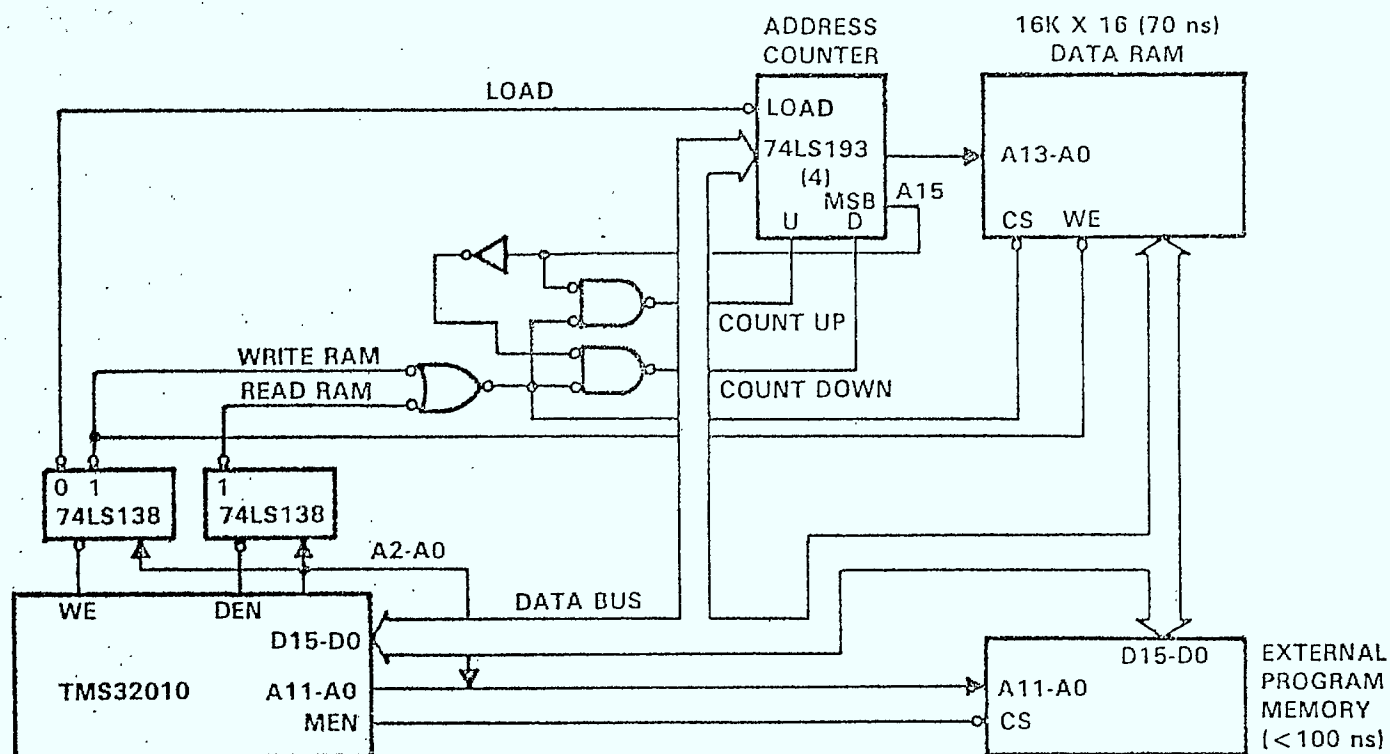 ADDRESS
COUNTER
16K X 16 (70 ns)
DATA RAM
LOAD
LOAD
74LS193
(4)
MSB
A15
U D
A13-A0
CS WE
COUNT UP
COUNT DOWN
WRITE RAM
READ RAM
0 1
74LS138
1
74LS138
A2-A0
WE
DEN
DATA BUS
D15-D0
TMS32010
A11-A0
MEN
D15-D0
A11-A0
CS
EXTERNAL
PROGRAM
MEMORY
(<100 ns)